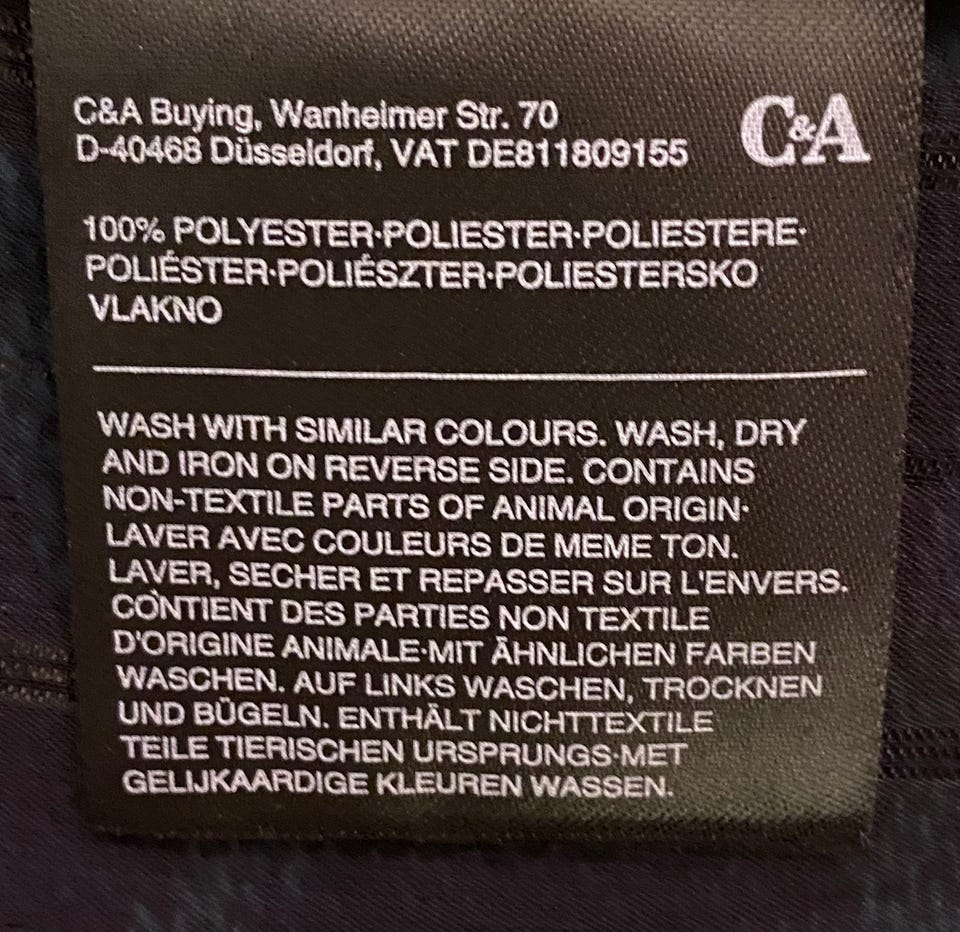 C&A Buying, Wanheimer Str. 70
D-40468 Düsseldorf, VAT DE811809155
C&A
100% POLYESTER·POLIESTER·POLIESTERE·
POLIÉSTER·POLIÉSZTER·POLIESTERSKO
VLAKNO
WASH WITH SIMILAR COLOURS. WASH, DRY
AND IRON ON REVERSE SIDE. CONTAINS
NON-TEXTILE PARTS OF ANIMAL ORIGIN·
LAVER AVEC COULEURS DE MEME TON.
LAVER, SECHER ET REPASSER SUR L'ENVERS.
CONTIENT DES PARTIES NON TEXTILE
D'ORIGINE ANIMALE·MIT ÄHNLICHEN FARBEN
WASCHEN. AUF LINKS WASCHEN, TROCKNEN
UND BÜGELN. ENTHÄLT NICHTTEXTILE
TEILE TIERISCHEN URSPRUNGS·MET
GELIJKAARDIGE KLEUREN WASSEN.